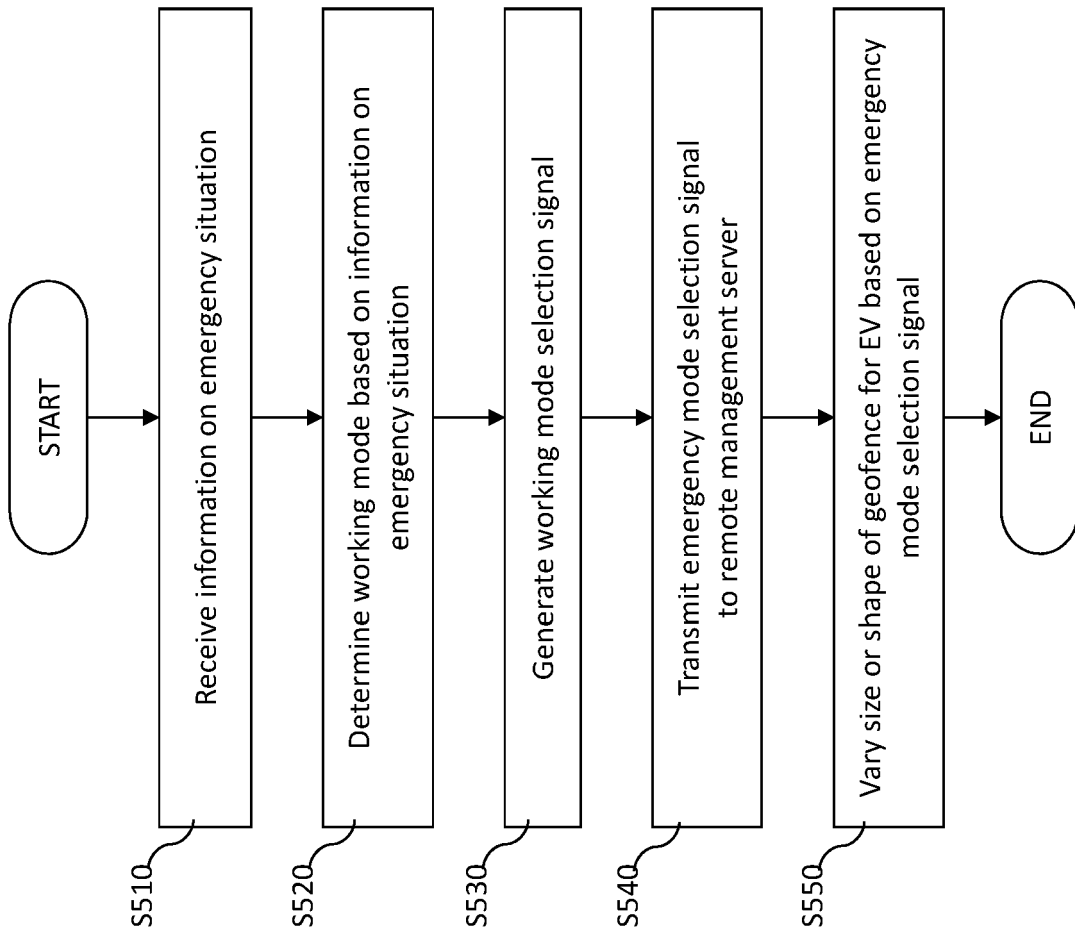 START
S510
Receive information on emergency situation
S520
Determine working mode based on information on
emergency situation
S530
Generate working mode selection signal
S540
Transmit emergency mode selection signal
to remote management server
S550
Vary size or shape of geofence for EV based on emergency
mode selection signal
END